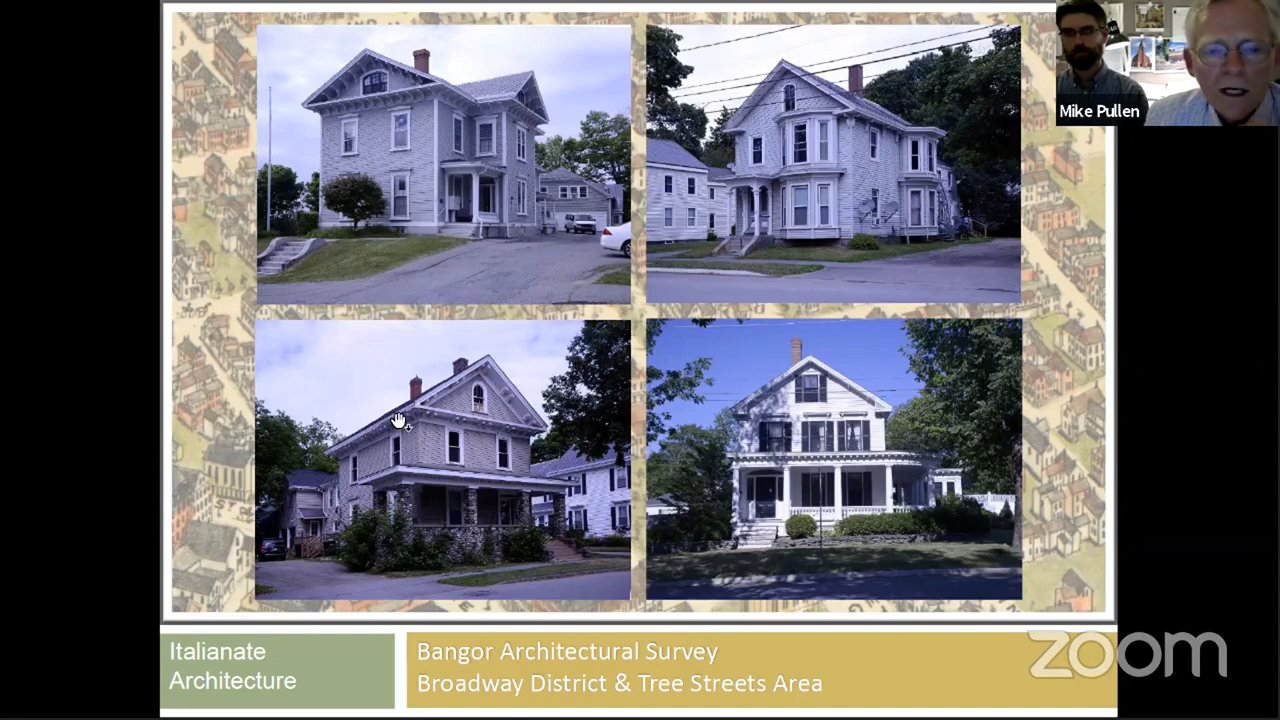 Mike Pullen
Italianate
Architecture
Bangor Architectural Survey
Broadway District & Tree Streets Area
zoom